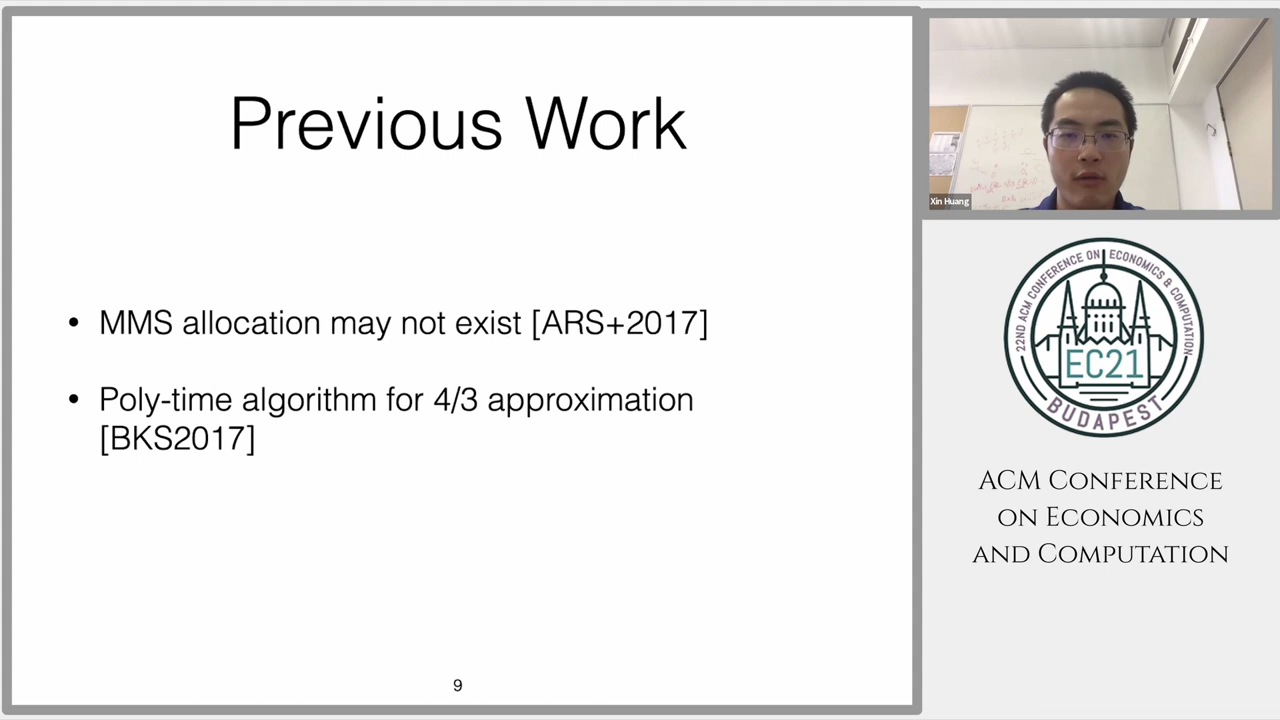 Previous Work
• MMS allocation may not exist [ARS+2017]
• Poly-time algorithm for 4/3 approximation
[BKS2017]
9
Xin Huang
22ND ACM CONFERENCE ON ECONOMICS & COMPUTATION
EC21
BUDAPEST
ACM Conference
on Economics
and Computation